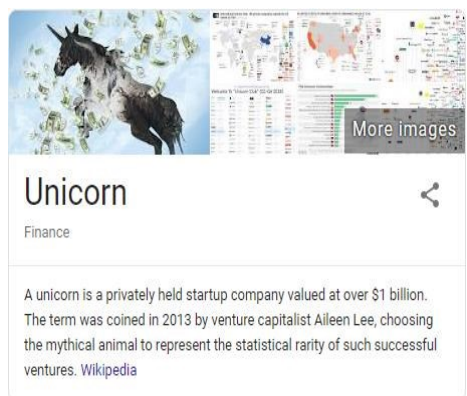 More images
Unicorn
Finance
A unicorn is a privately held startup company valued at over $1 billion.
The term was coined in 2013 by venture capitalist Aileen Lee, choosing
the mythical animal to represent the statistical rarity of such successful
ventures. Wikipedia